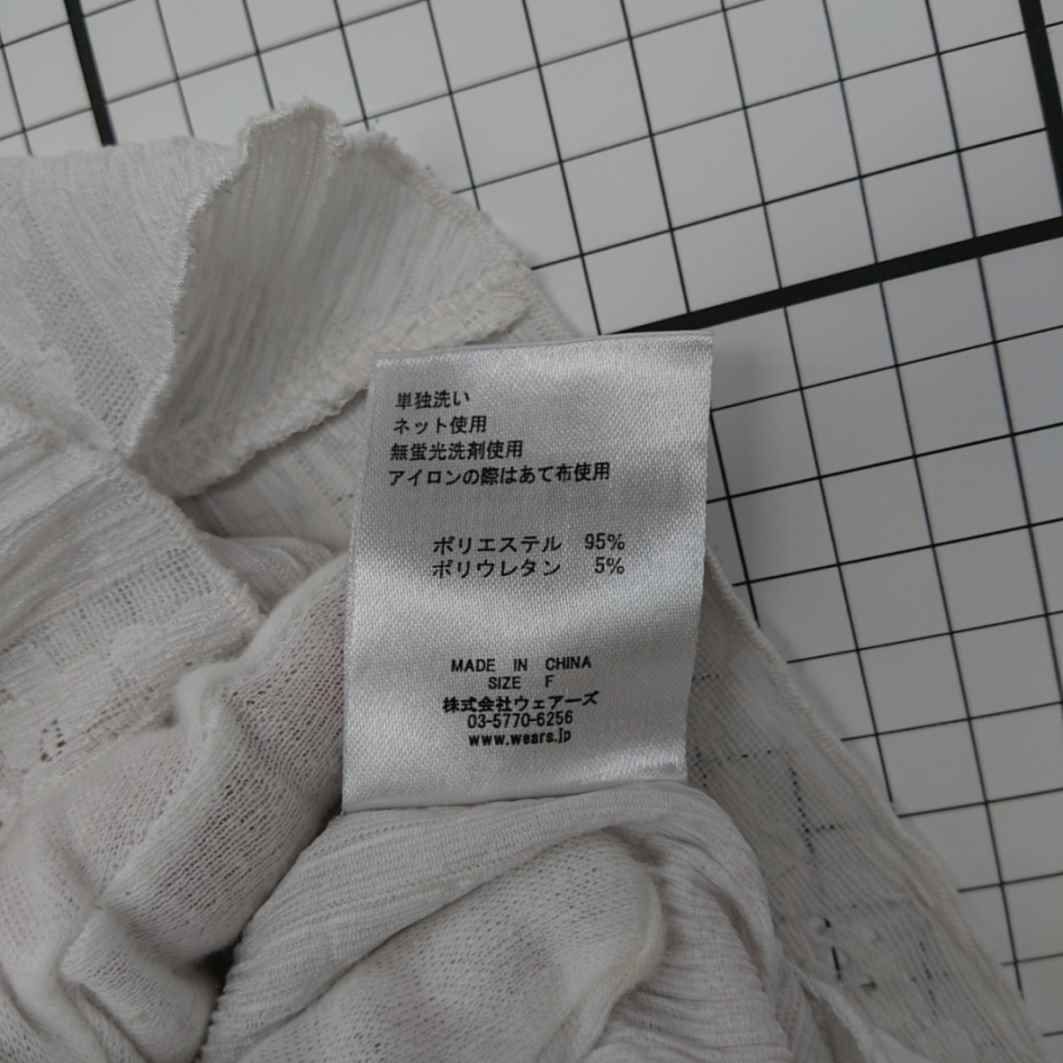 単独洗い
ネット使用
無蛍光洗剤使用
アイロンの際はあて布使用
ポリエステル 95%
ポリウレタン 5%
MADE IN CHINA
SIZE F
株式会社ウェアーズ
03-5770-6256
www.wears.jp